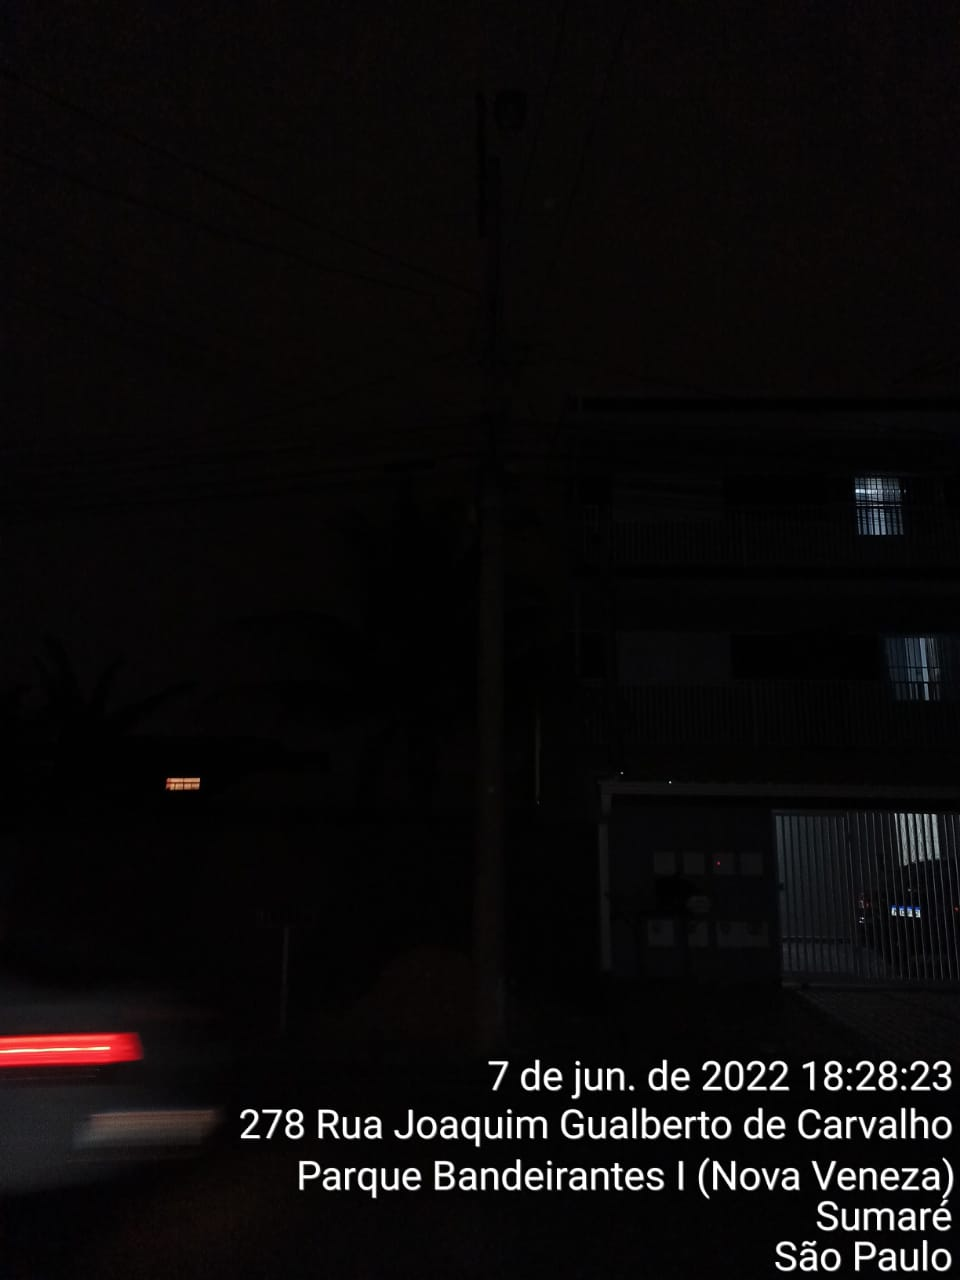 7 de jun. de 2022 18:28:23
278 Rua Joaquim Gualberto de Carvalho
Parque Bandeirantes I (Nova Veneza)
Sumaré
São Paulo